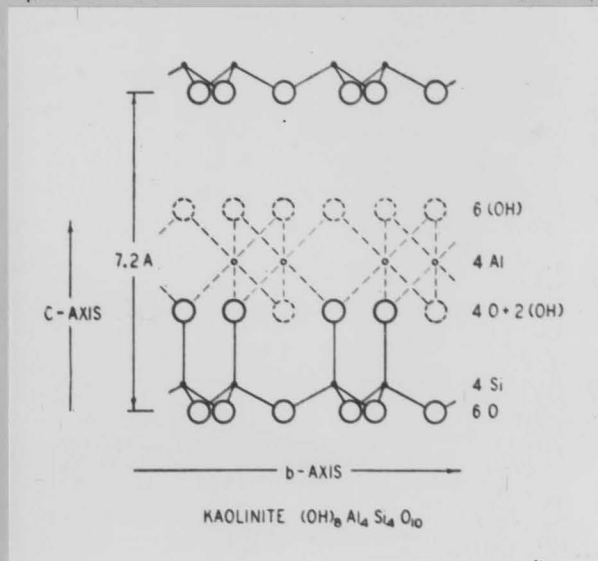 6 (OH)
7.2 A
4 Al
C-AXIS
4 O + 2 (OH)
4 Si
6 O
b-AXIS
KAOLINITE (OH)₈ Al₄ Si₄ O₁₀